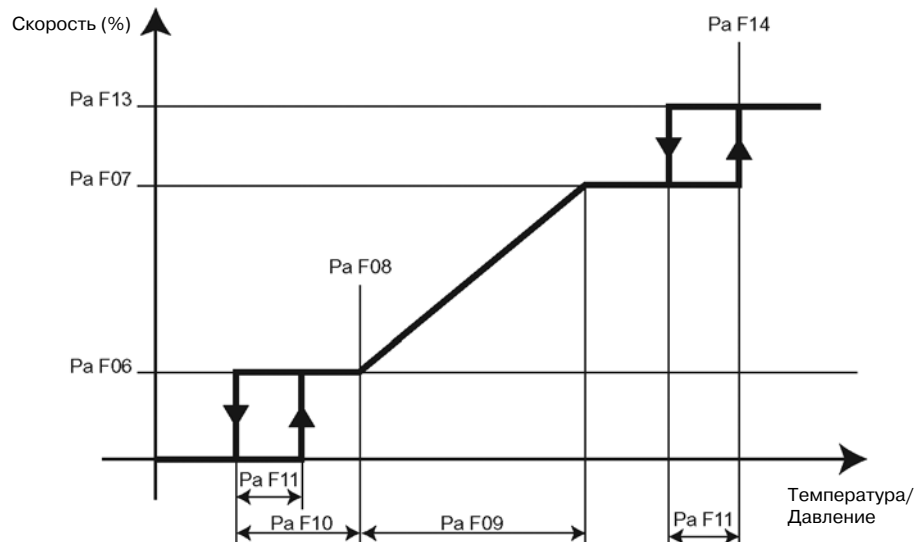 Скорость (%)
Pa F14
Pa F13
Pa F07
Pa F08
Pa F06
Pa F11
Pa F10
Pa F09
Pa F11
Температура/
Давление